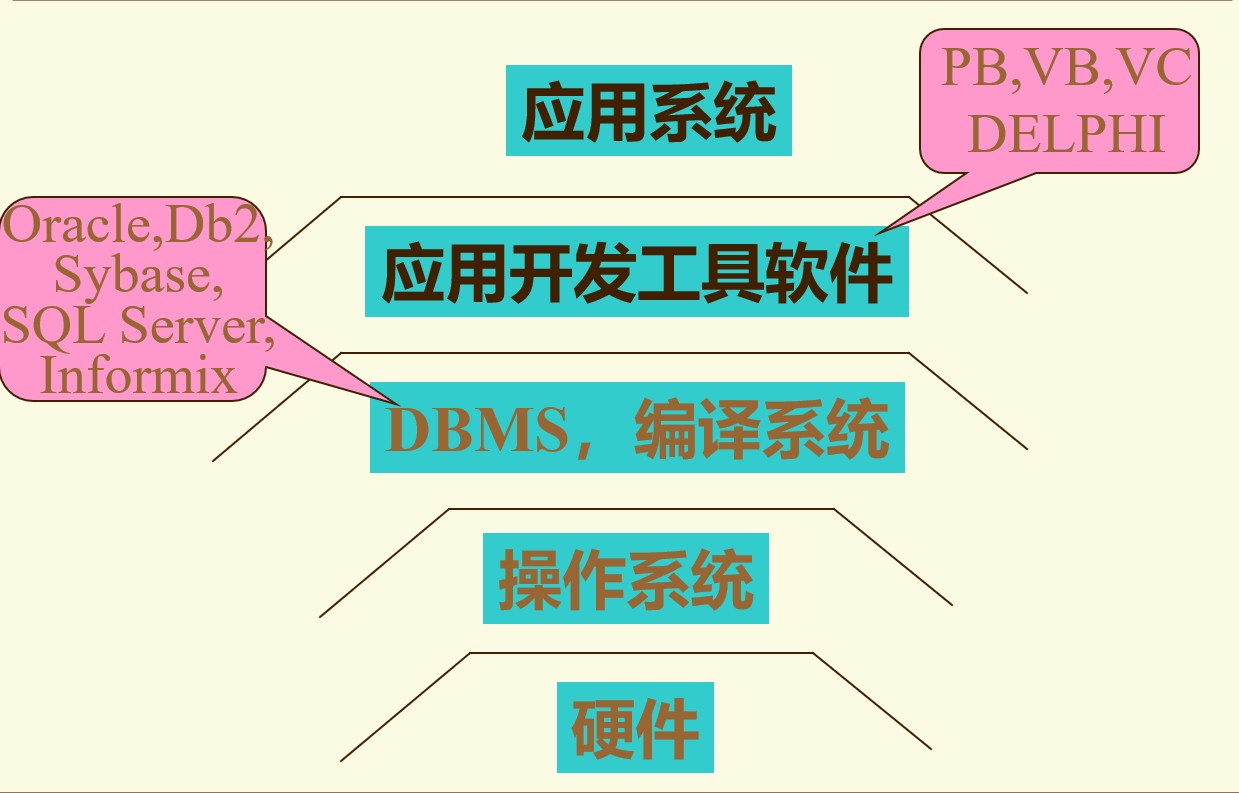 应用系统
PB,VB,VC
DELPHI
应用开发工具软件
Oracle,Db2,
Sybase,
SQL Server,
Informix
DBMS，编译系统
操作系统
硬件